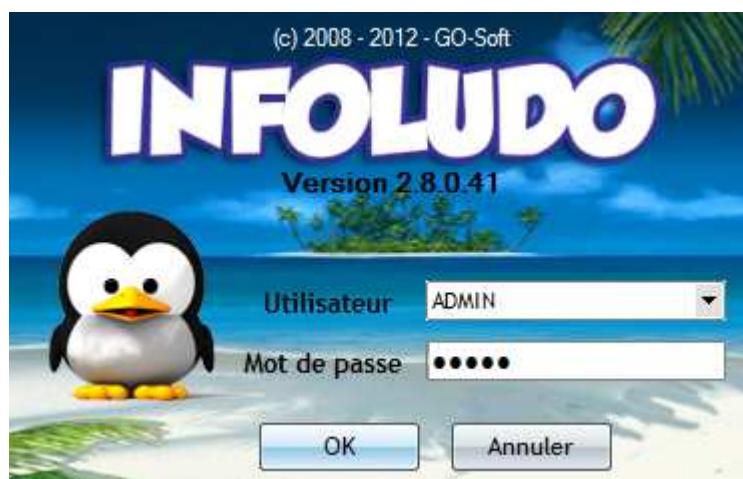 (c) 2008 - 2012 - GO-Soft
INFOLUDO
Version 2.8.0.41
Utilisateur ADMIN
Mot de passe •••••
OK Annuler